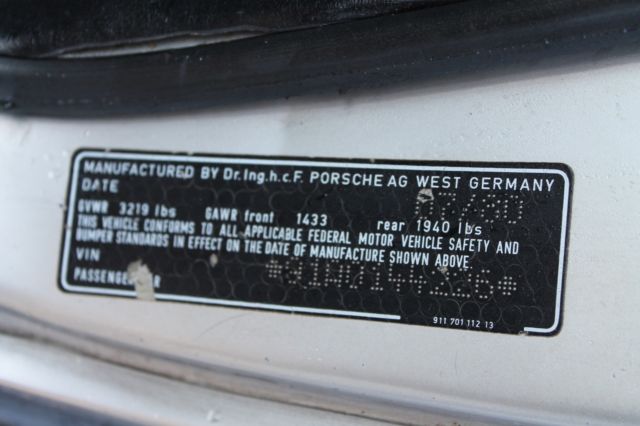 MANUFACTURED BY Dr.Ing.h.c.F. PORSCHE AG WEST GERMANY
DATE
GVWR 3219 lbs GAWR front 1433 rear 1940 lbs
THIS VEHICLE CONFORMS TO ALL APPLICABLE FEDERAL MOTOR VEHICLE SAFETY AND
BUMPER STANDARDS IN EFFECT ON THE DATE OF MANUFACTURE SHOWN ABOVE.
VIN
911 701 112 13